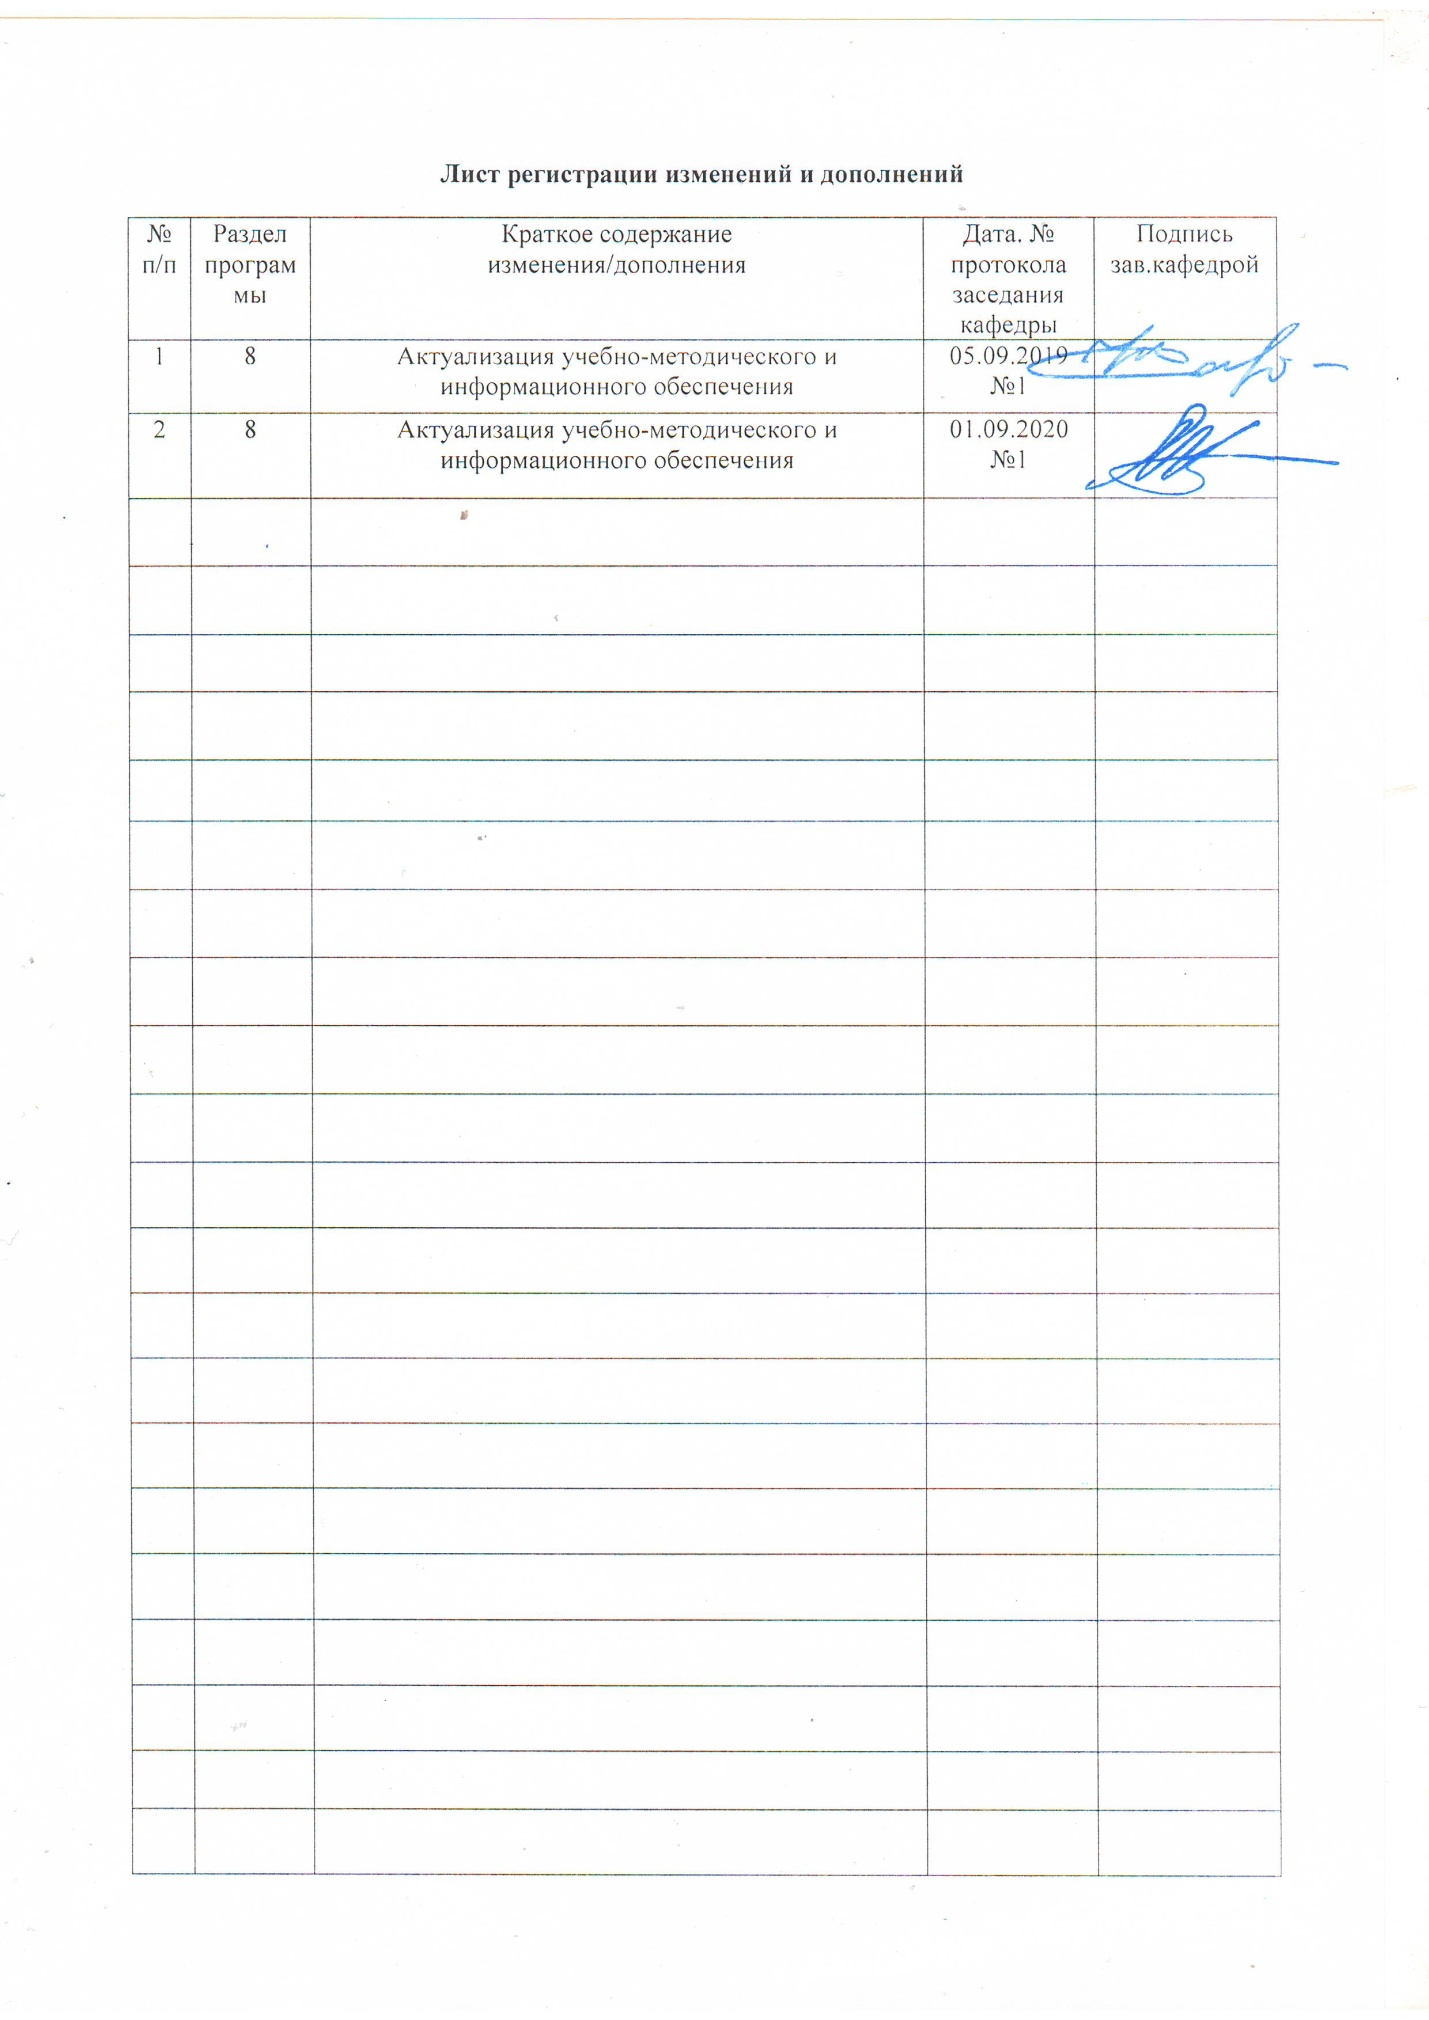 Лист регистрации изменений и дополнений
№
п/п
Раздел
програм
мы
Краткое содержание
изменения/дополнения
Дата. №
протокола
заседания
кафедры
Подпись
зав.кафедрой
1
8
Актуализация учебно-методического и
информационного обеспечения
05.09.2019
№1
2
8
Актуализация учебно-методического и
информационного обеспечения
01.09.2020
№1